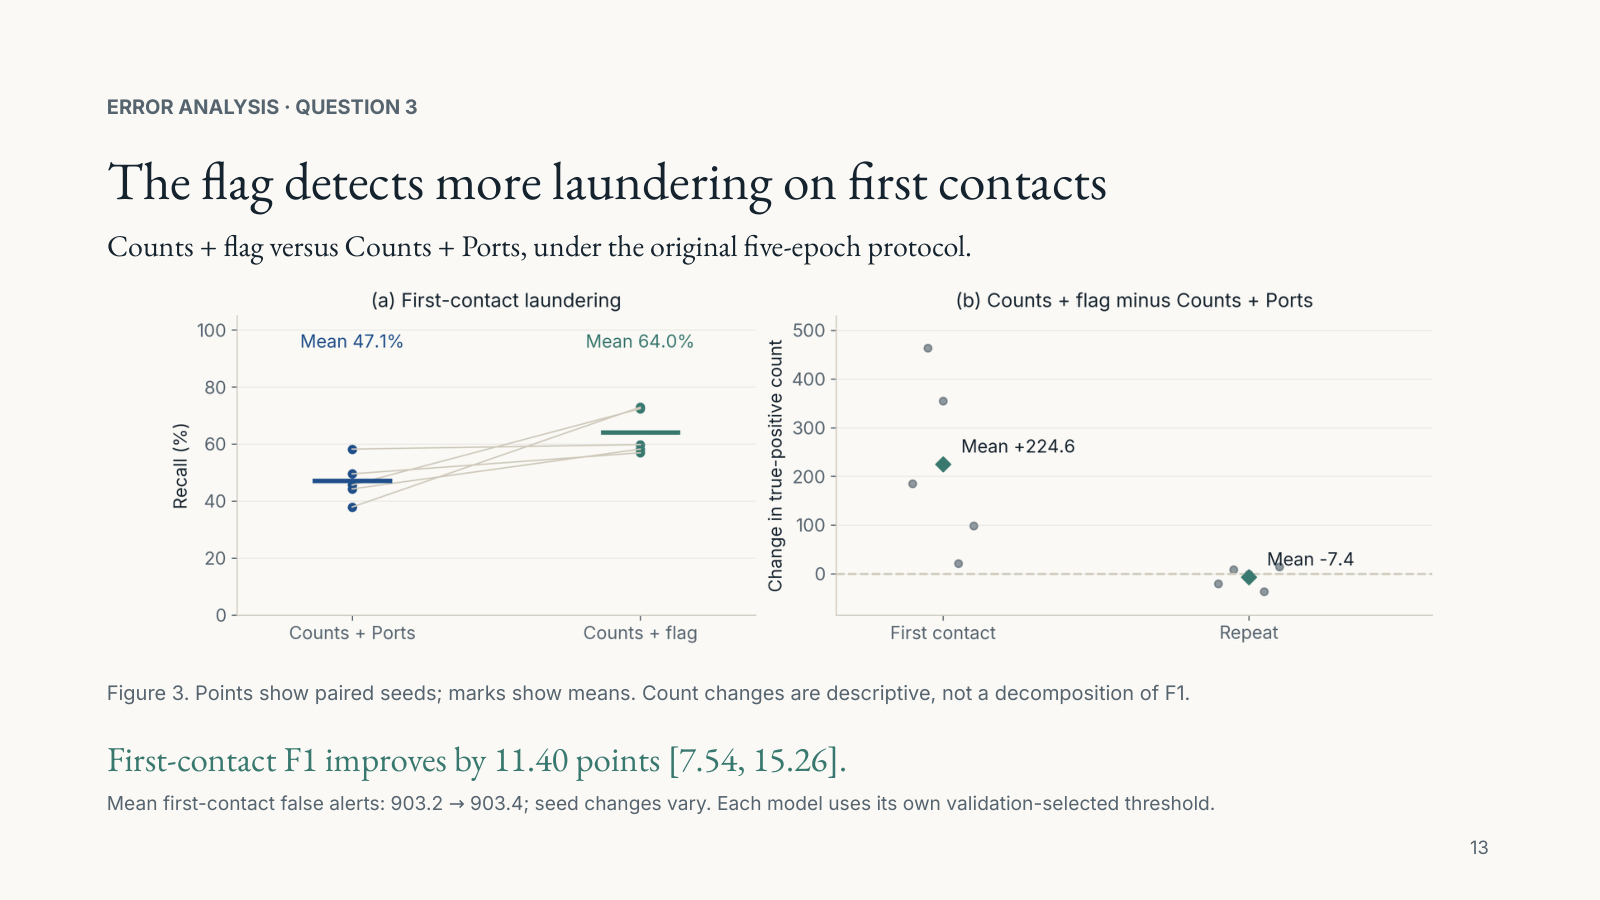 ERROR ANALYSIS · QUESTION 3
The flag detects more laundering on first contacts
Counts + flag versus Counts + Ports, under the original five-epoch protocol.
(a) First-contact laundering
Mean 47.1%
Mean 64.0%
Recall (%)
100
80
60
40
20
0
Counts + Ports
Counts + flag
(b) Counts + flag minus Counts + Ports
Change in true-positive count
500
400
300
200
100
0
Mean +224.6
Mean -7.4
First contact
Repeat
Figure 3. Points show paired seeds; marks show means. Count changes are descriptive, not a decomposition of F1.
First-contact F1 improves by 11.40 points [7.54, 15.26].
Mean first-contact false alerts: 903.2 → 903.4; seed changes vary. Each model uses its own validation-selected threshold.
13